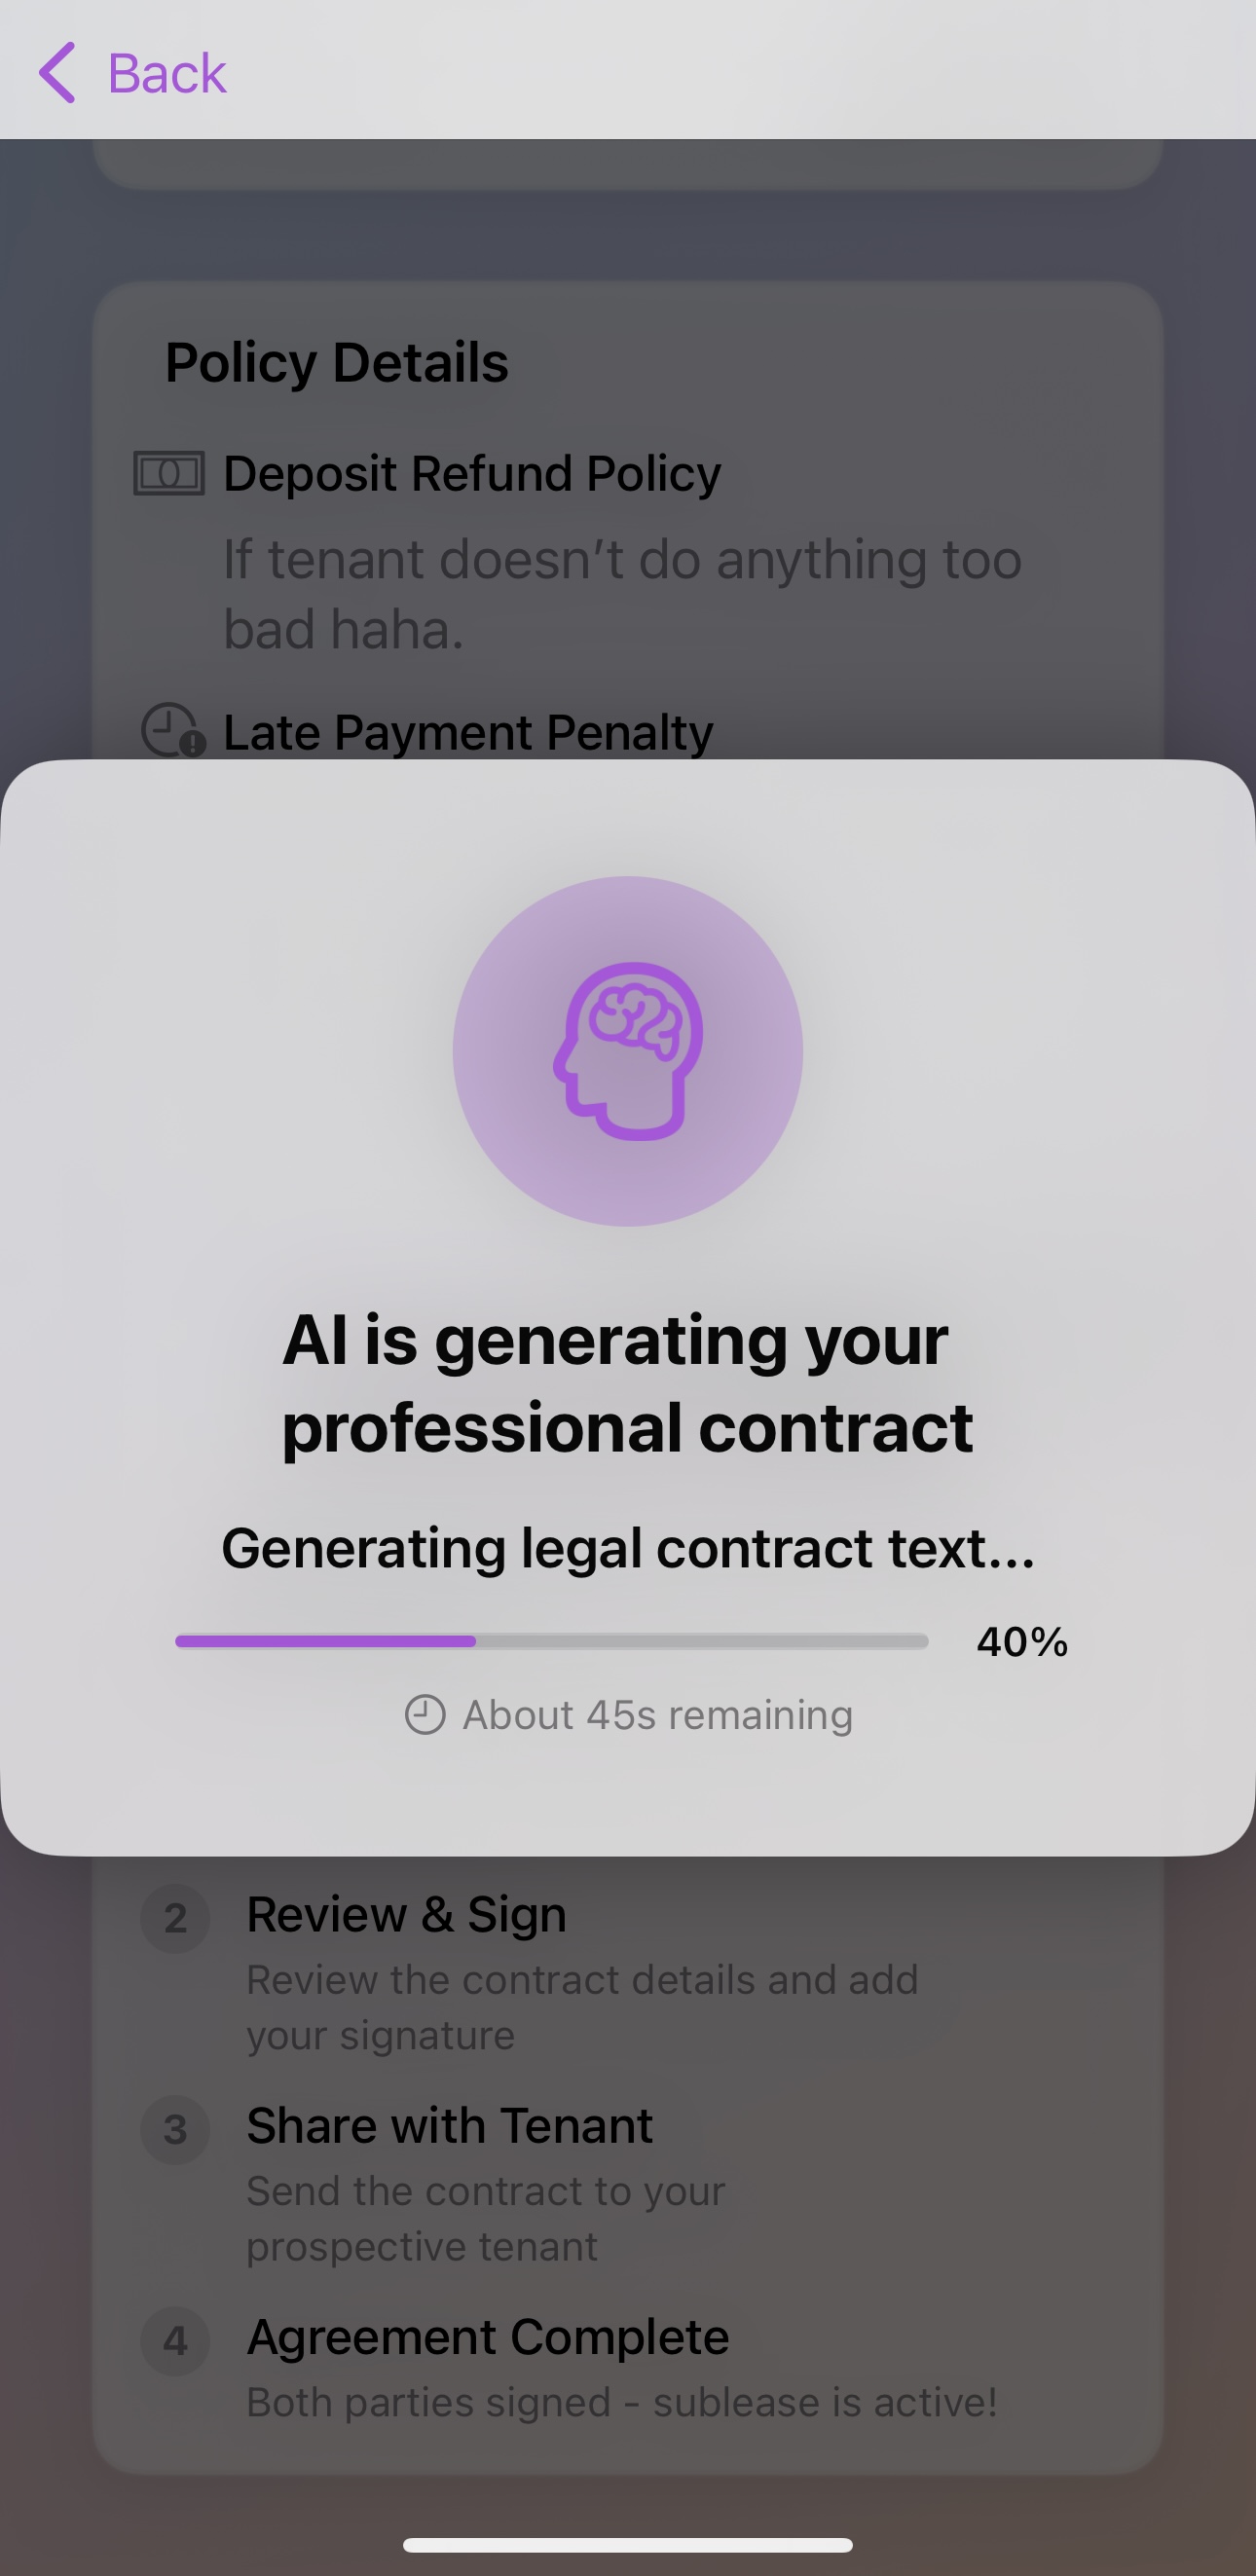 Back
Policy Details
Deposit Refund Policy
If tenant doesn’t do anything too
bad haha.
Late Payment Penalty
AI is generating your
professional contract
Generating legal contract text...
40%
About 45s remaining
2
Review & Sign
Review the contract details and add
your signature
3
Share with Tenant
Send the contract to your
prospective tenant
4
Agreement Complete
Both parties signed - sublease is active!